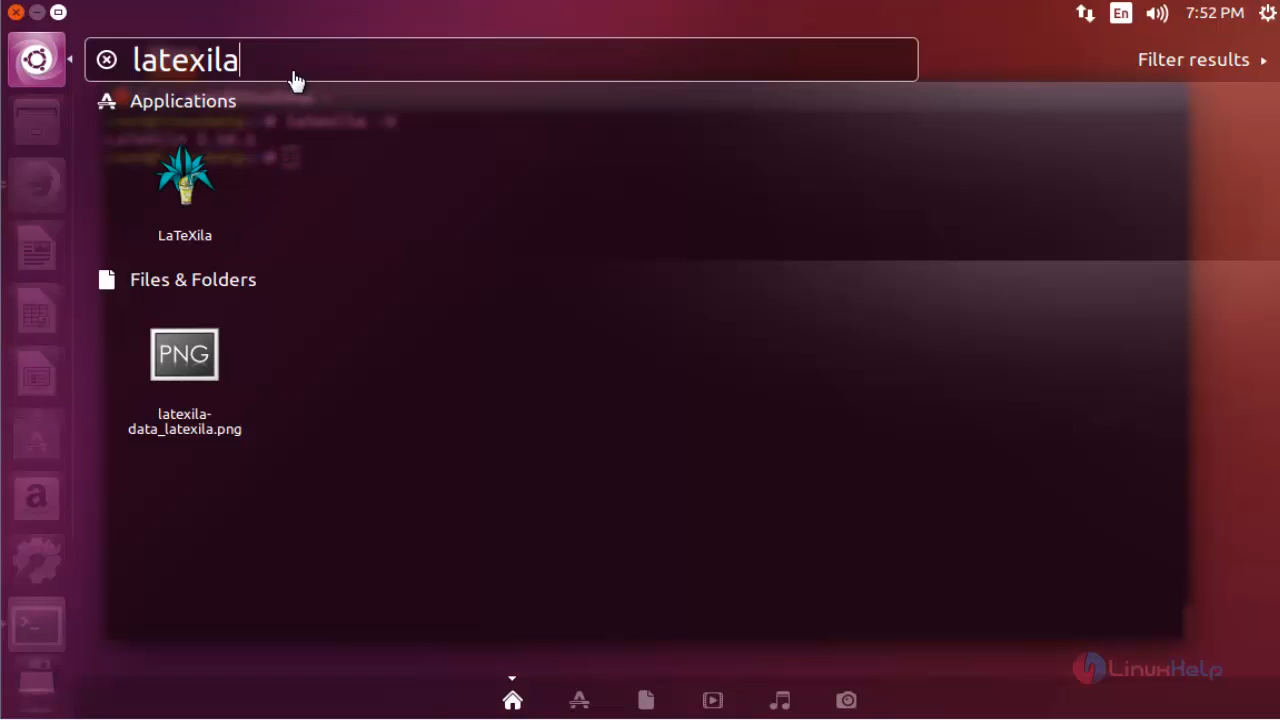 En
7:52 PM
latexila
Filter results
Applications
LaTeXila
Files & Folders
PNG
latexila-
data_latexila.png
a
>_
LinuxHelp